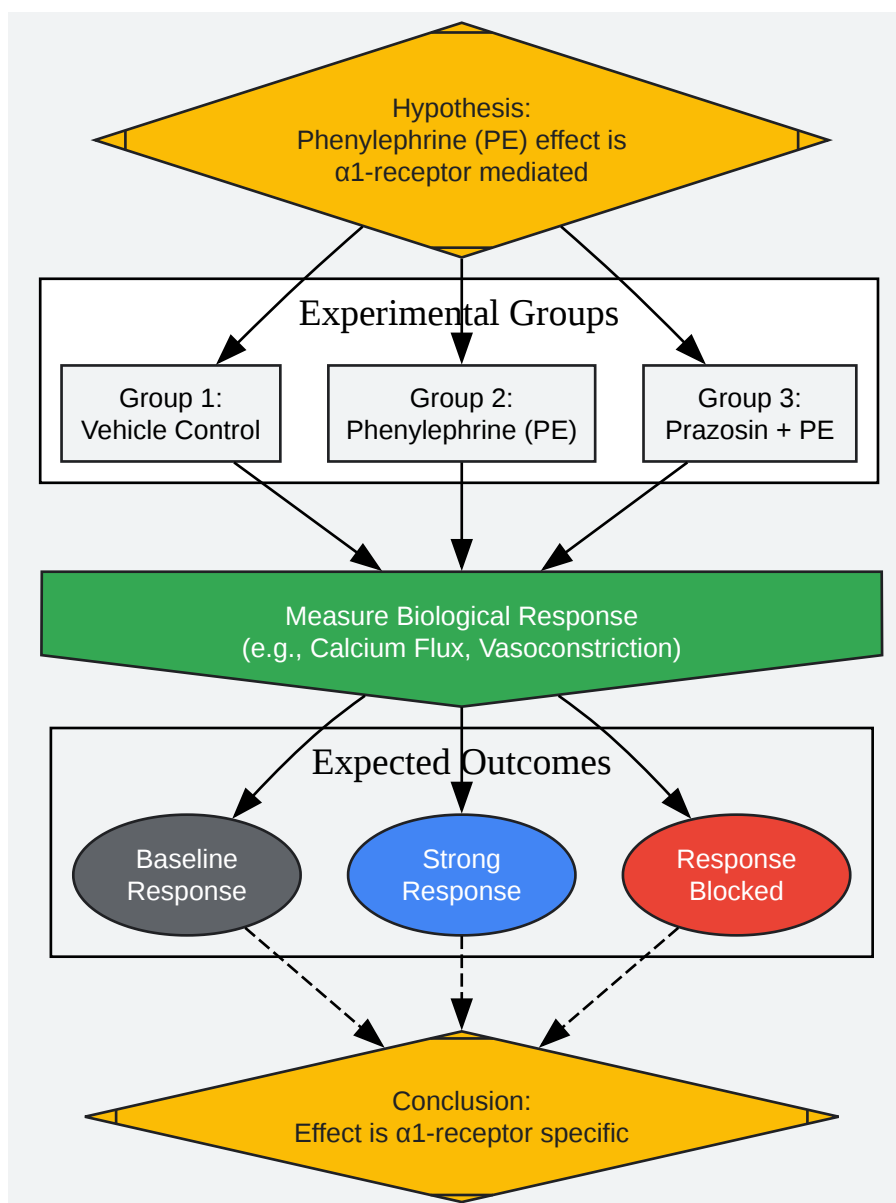 Hypothesis:
Phenylephrine (PE) effect is
α1-receptor mediated
Experimental Groups
Group 1:
Vehicle Control
Group 2:
Phenylephrine (PE)
Group 3:
Prazosin + PE
Measure Biological Response
(e.g., Calcium Flux, Vasoconstriction)
Expected Outcomes
Baseline
Response
Strong
Response
Response
Blocked
Conclusion:
Effect is α1-receptor specific